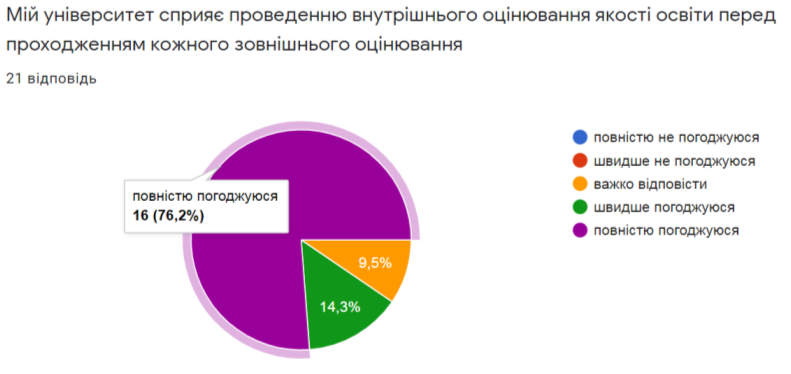 Мій університет сприяє проведенню внутрішнього оцінювання якості освіти перед
проходженням кожного зовнішнього оцінювання
21 відповідь
повністю погоджуюся
16 (76,2%)
9,5%
14,3%
повністю не погоджуюся
швидше не погоджуюся
важко відповісти
швидше погоджуюся
повністю погоджуюся